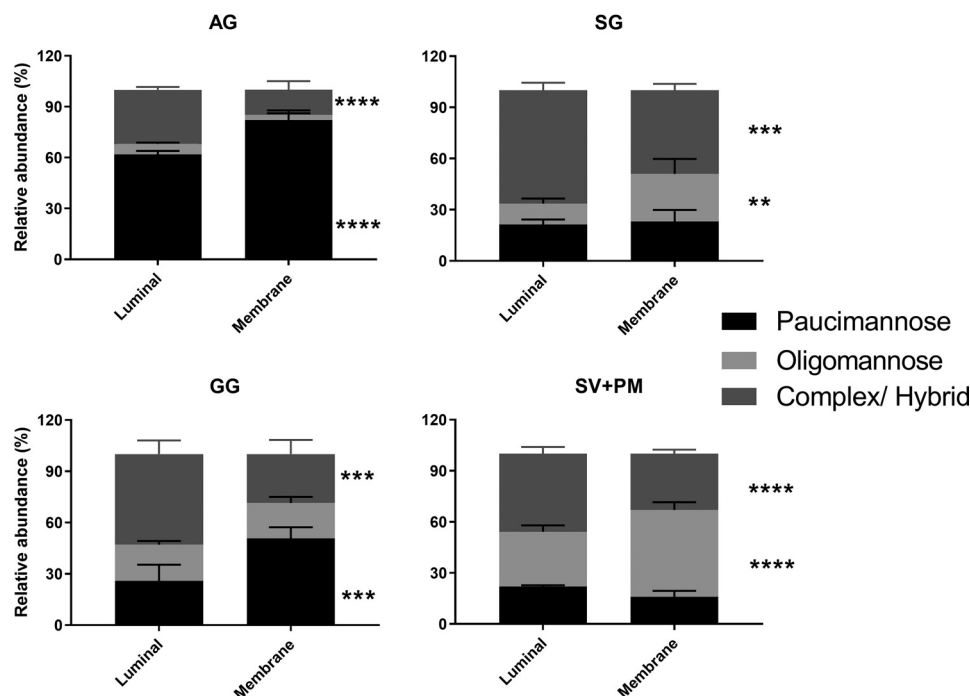 AG
Relative abundance (%)
120
90
60
30
0
****
****
Luminal
Membrane
SG
120
90
60
30
0
***
**
Luminal
Membrane
Paucimannose
Oligomannose
Complex/ Hybrid
GG
Relative abundance (%)
120
90
60
30
0
***
***
Luminal
Membrane
SV+PM
120
90
60
30
0
****
****
Luminal
Membrane